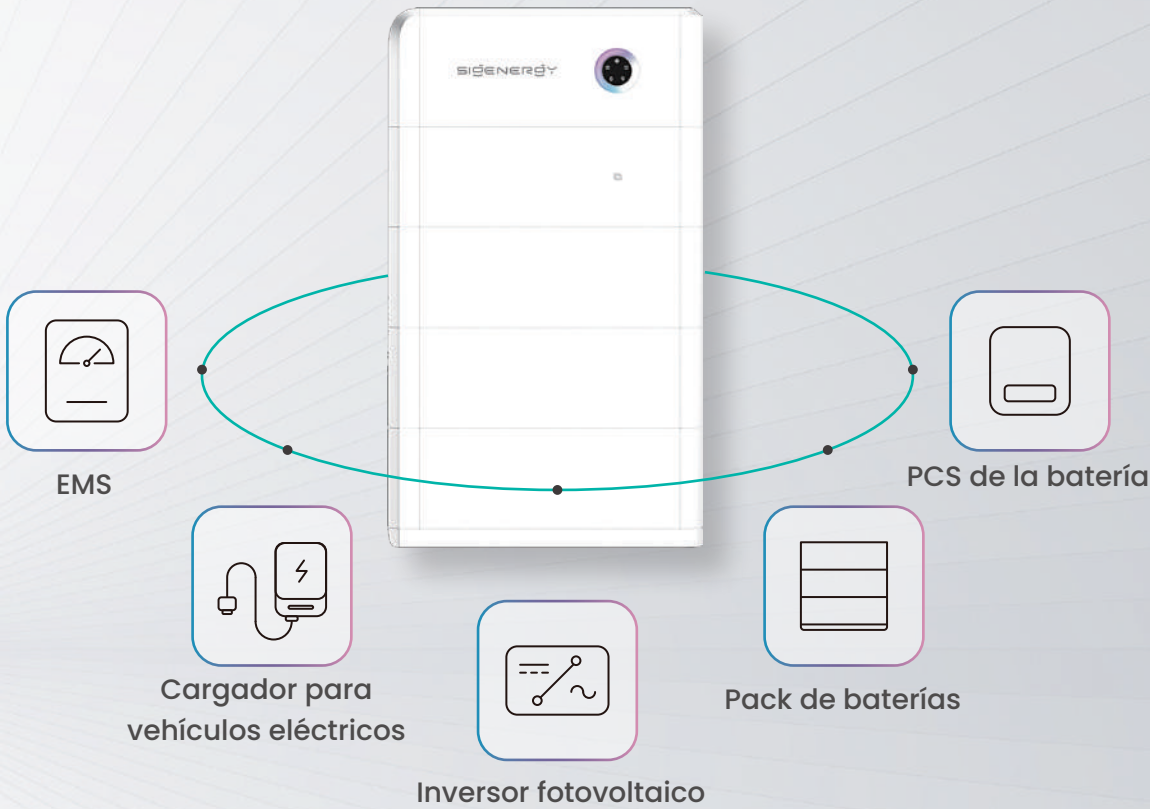 SIGENERGY
EMS
PCS de la batería
Cargador para
vehículos eléctricos
Pack de baterías
Inversor fotovoltaico